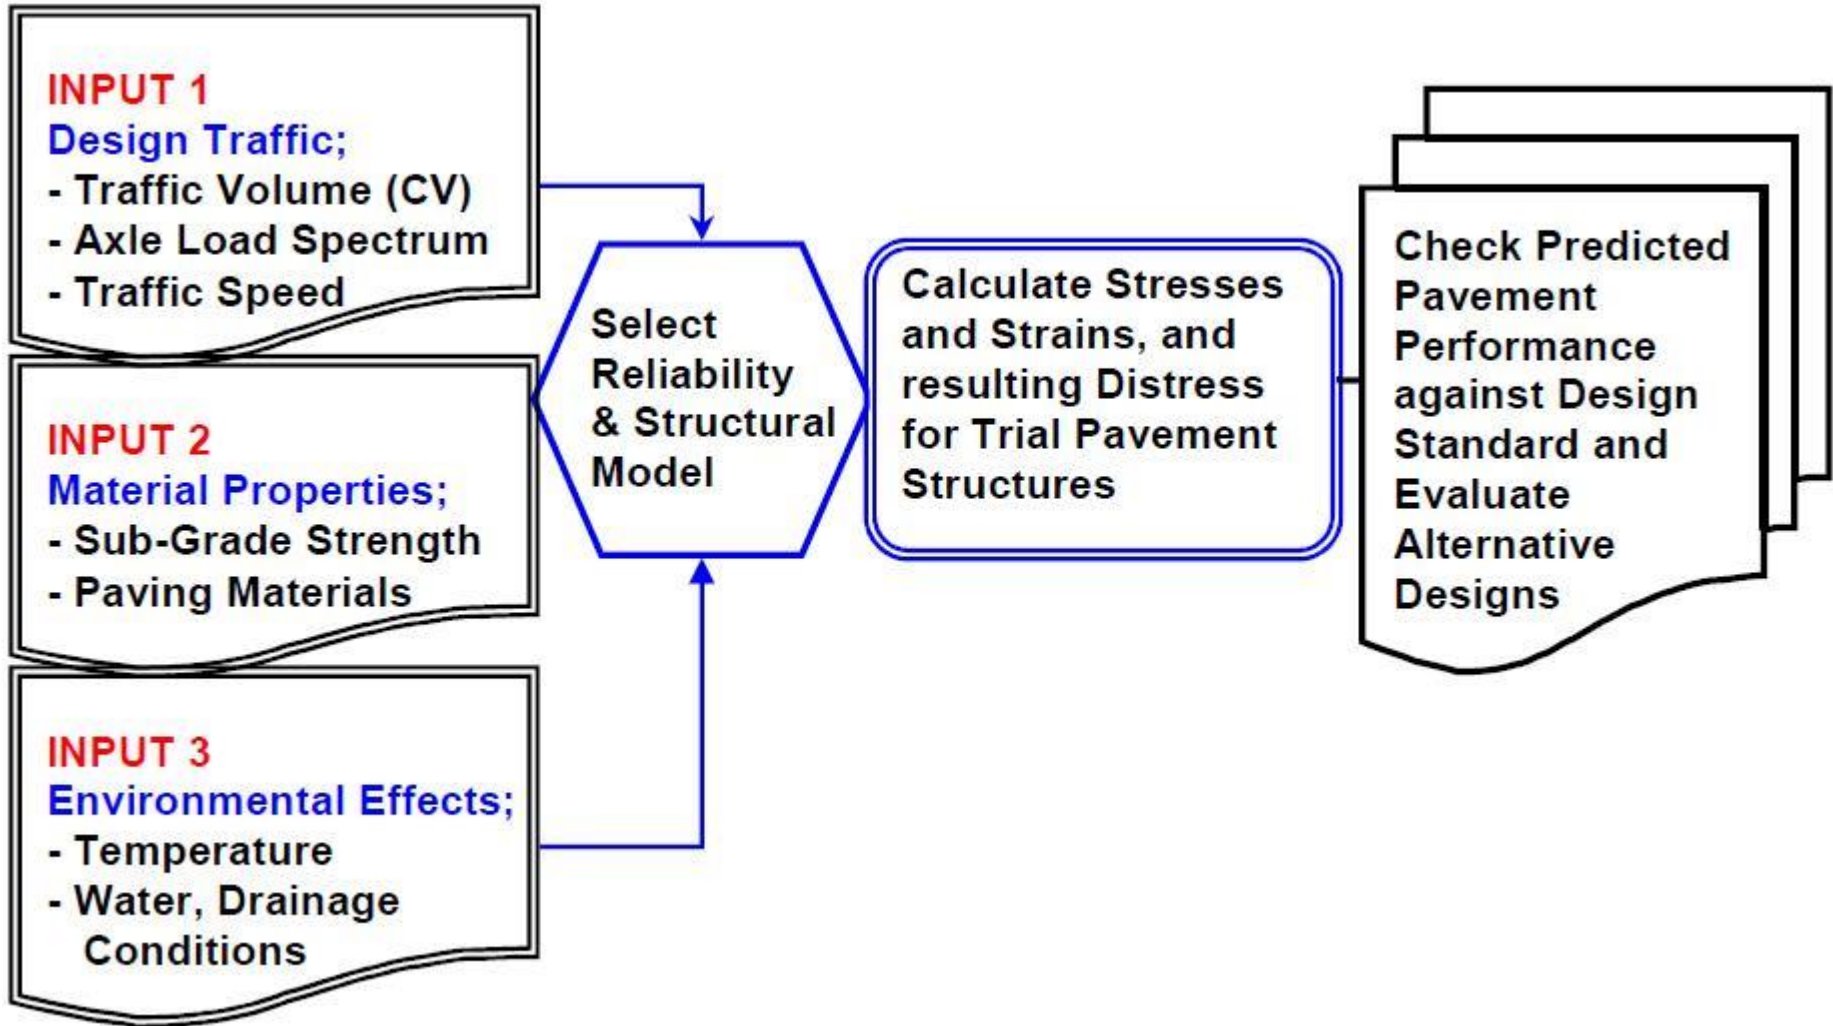 INPUT 1
Design Traffic;
- Traffic Volume (CV)
- Axle Load Spectrum
- Traffic Speed
INPUT 2
Material Properties;
- Sub-Grade Strength
- Paving Materials
INPUT 3
Environmental Effects;
- Temperature
- Water, Drainage
Conditions
Select
Reliability
& Structural
Model
Calculate Stresses
and Strains, and
resulting Distress
for Trial Pavement
Structures
Check Predicted
Pavement
Performance
against Design
Standard and
Evaluate
Alternative
Designs